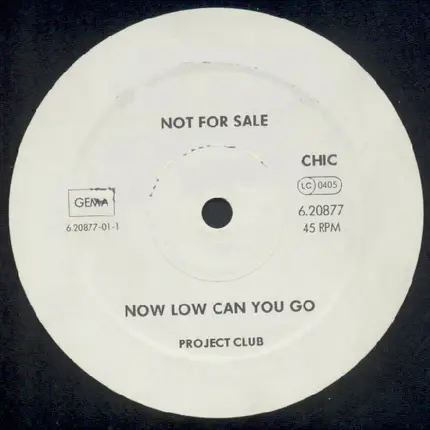 NOT FOR SALE
CHIC
LC 0405
GEMA
6.20877
6.20877-01-1
45 RPM
NOW LOW CAN YOU GO
PROJECT CLUB